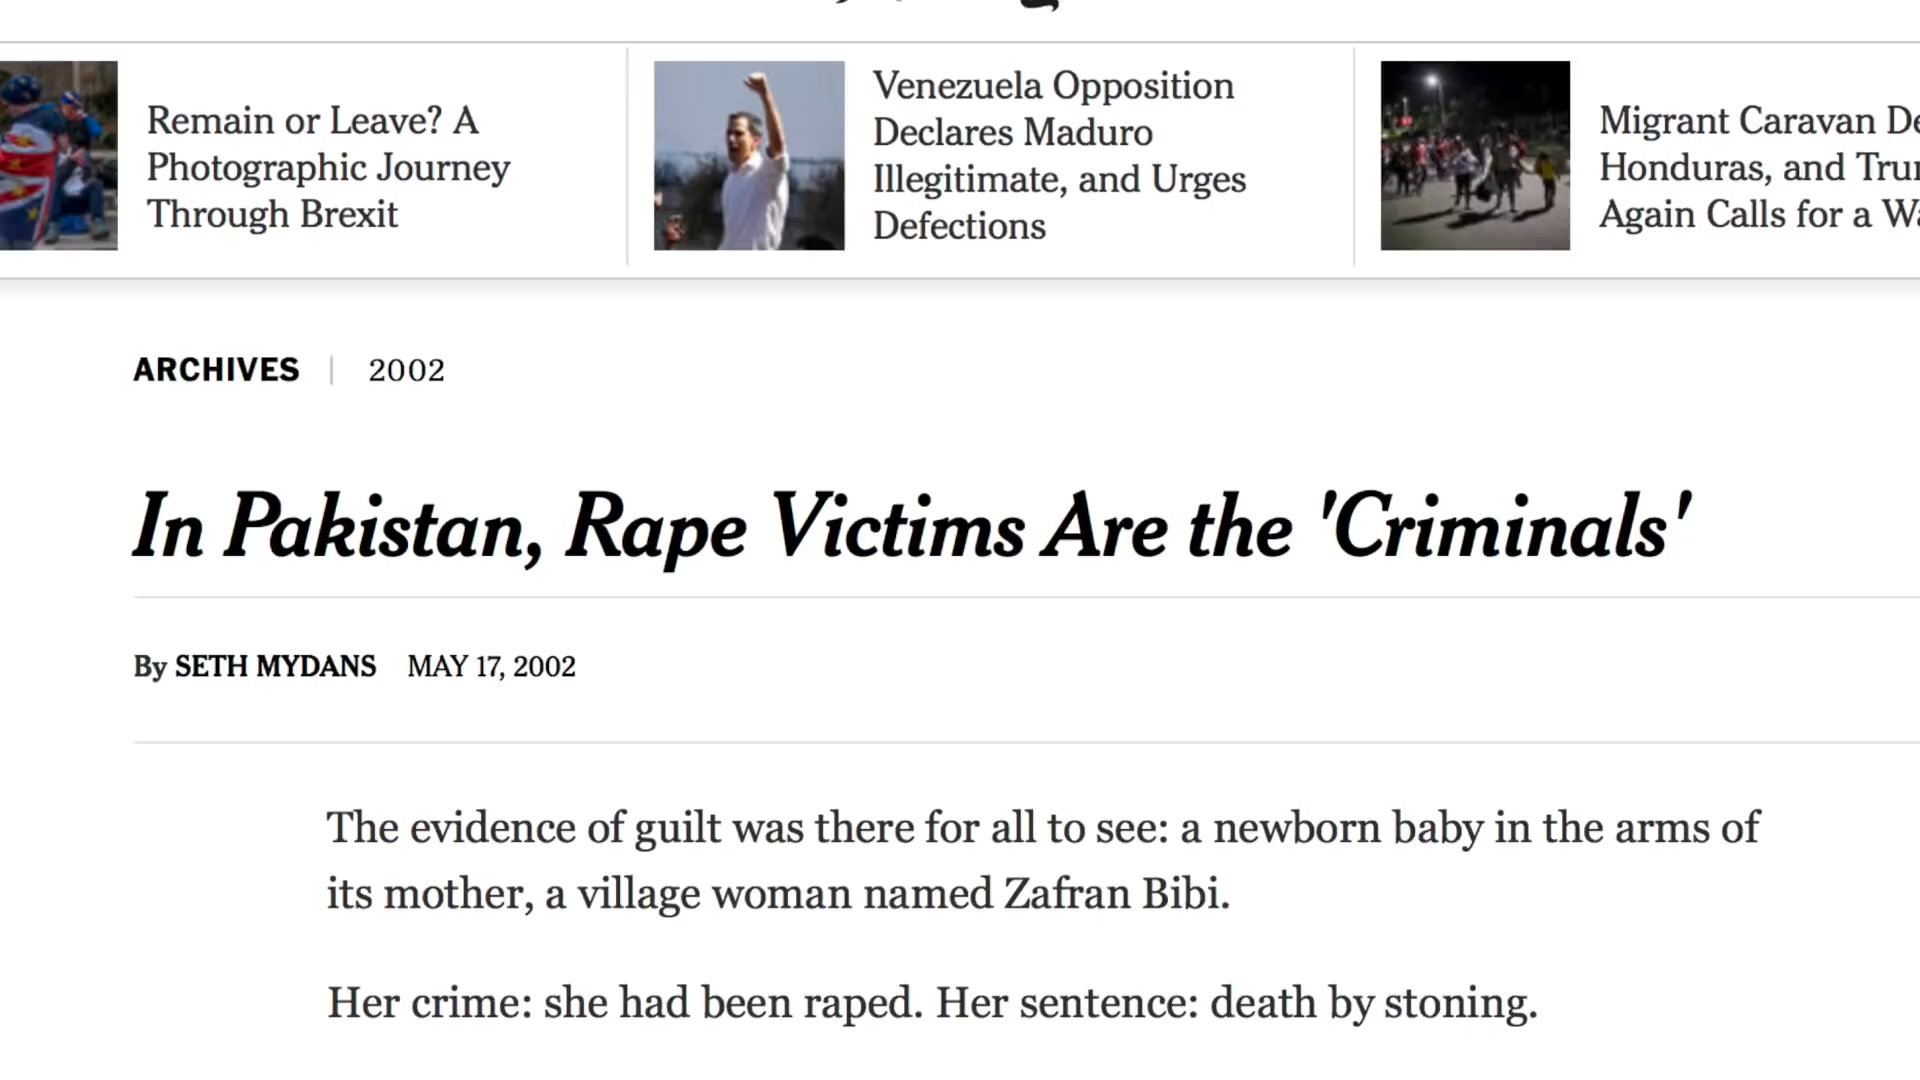 Remain or Leave? A
Photographic Journey
Through Brexit
Venezuela Opposition
Declares Maduro
Illegitimate, and Urges
Defections
Migrant Caravan
Honduras, and
Again Calls for a
ARCHIVES | 2002
In Pakistan, Rape Victims Are the 'Criminals'
By SETH MYDANS MAY 17, 2002
The evidence of guilt was there for all to see: a newborn baby in the arms of
its mother, a village woman named Zafran Bibi.
Her crime: she had been raped. Her sentence: death by stoning.